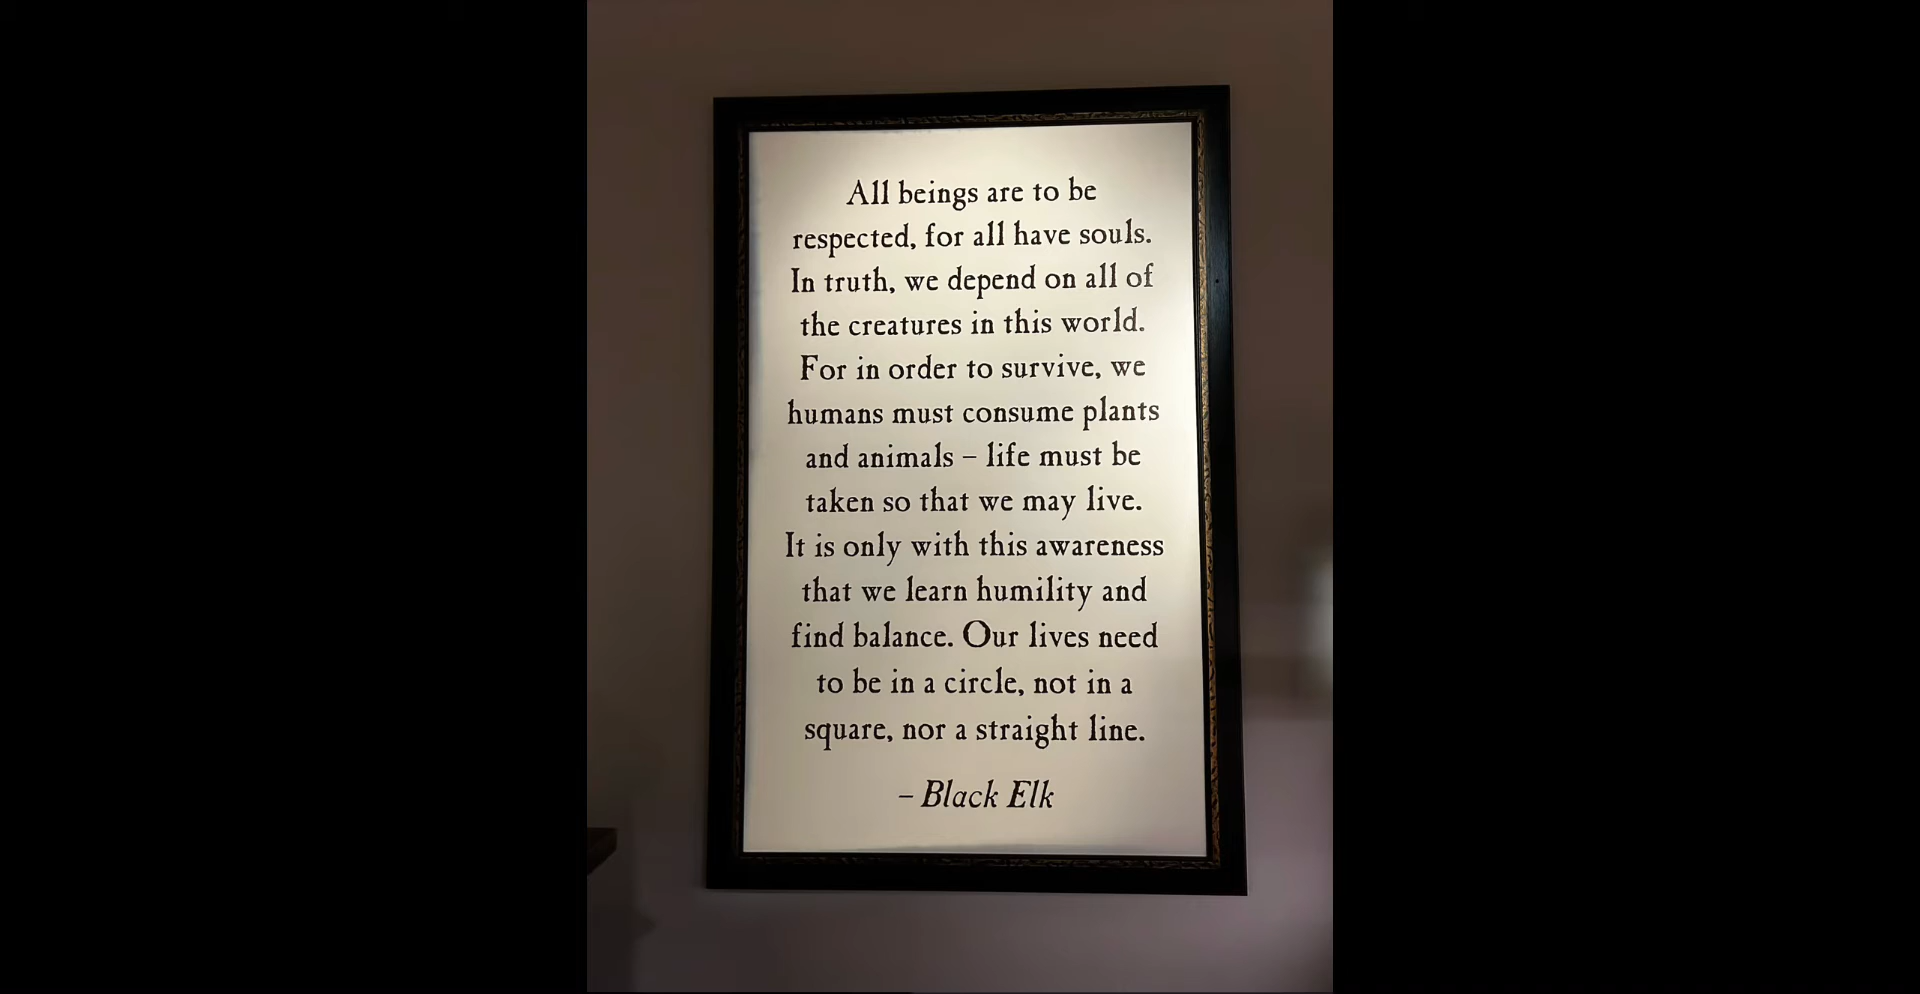 All beings are to be
respected, for all have souls.
In truth, we depend on all of
the creatures in this world.
For in order to survive, we
humans must consume plants
and animals – life must be
taken so that we may live.
It is only with this awareness
that we learn humility and
find balance. Our lives need
to be in a circle, not in a
square, nor a straight line.
– Black Elk